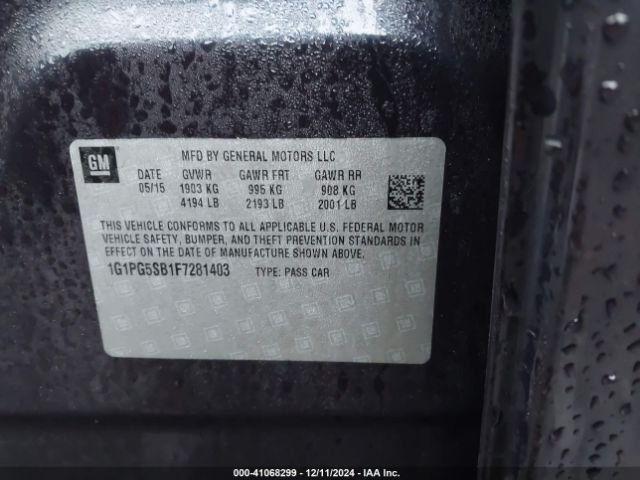 GM
MFD BY GENERAL MOTORS LLC
DATE GVWR GAWR FRT GAWR RR
05/15 1903 KG 995 KG 908 KG
4194 LB 2193 LB 2001 LB
THIS VEHICLE CONFORMS TO ALL APPLICABLE U.S. FEDERAL MOTOR
VEHICLE SAFETY, BUMPER, AND THEFT PREVENTION STANDARDS IN
EFFECT ON THE DATE OF MANUFACTURE SHOWN ABOVE.
1G1PG5SB1F7281403 TYPE: PASS CAR
000-41068299 - 12/11/2024 - IAA Inc.